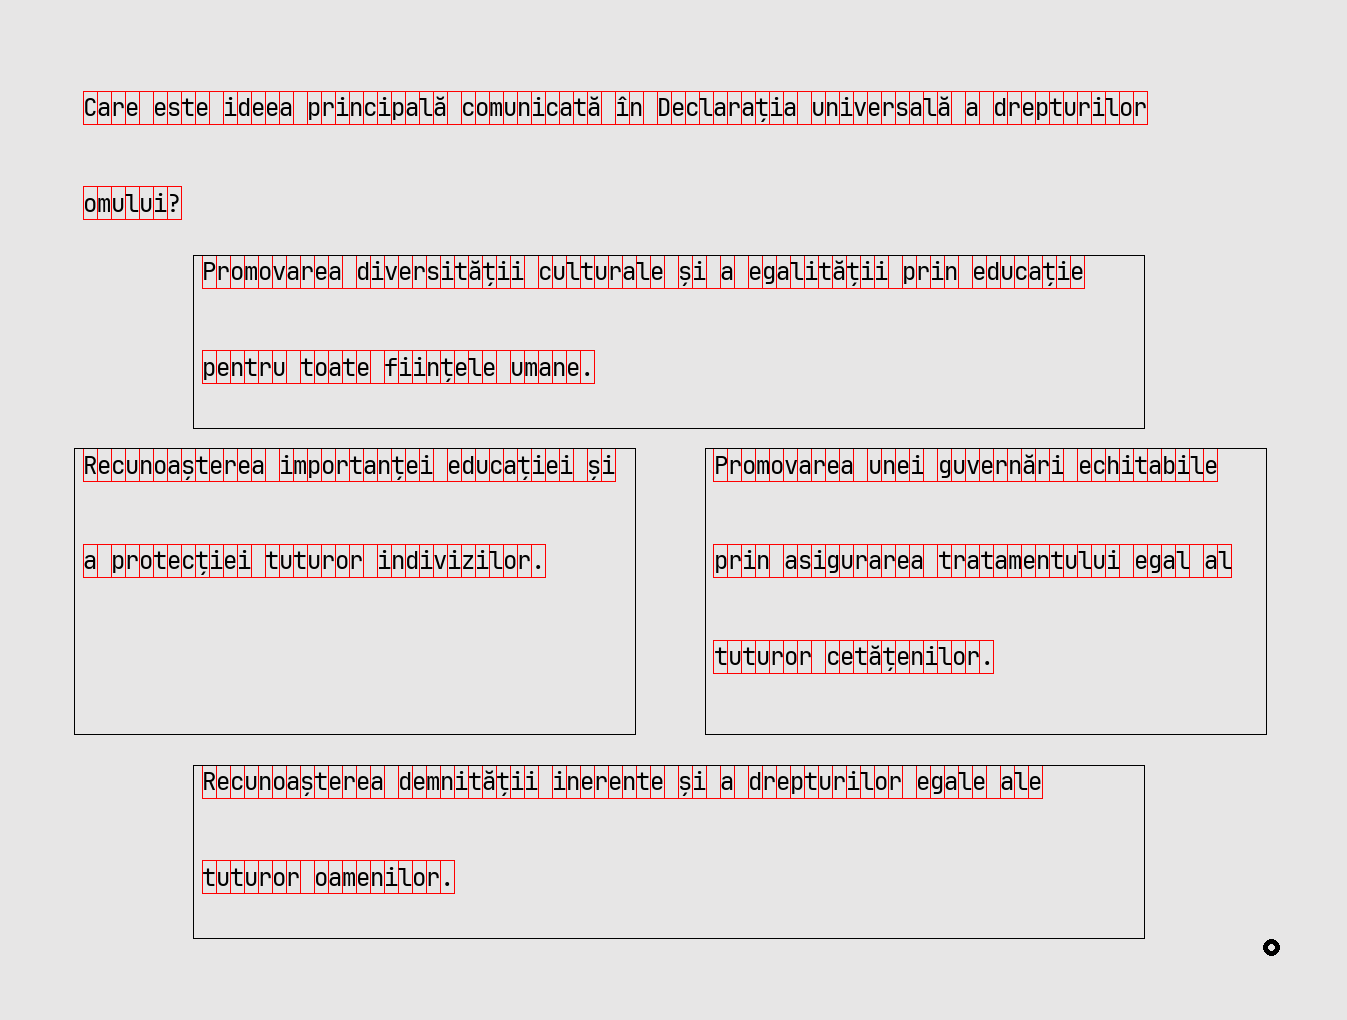 Care este ideea principală comunicată în Declarația universală a drepturilor
omului?
Promovarea diversității culturale și a egalității prin educație
pentru toate ființele umane.
Recunoașterea importanței educației și
a protecției tuturor indivizilor.
Promovarea unei guvernări echitabile
prin asigurarea tratamentului egal al
tuturor cetățenilor.
Recunoașterea demnității inerente și a drepturilor egale ale
tuturor oamenilor.